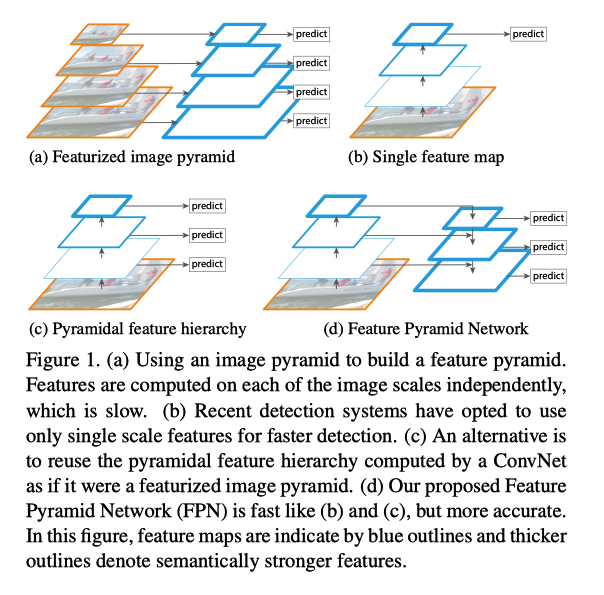 predict
predict
predict
predict
(a) Featurized image pyramid
predict
(b) Single feature map
predict
predict
predict
(c) Pyramidal feature hierarchy
predict
predict
predict
(d) Feature Pyramid Network
Figure 1. (a) Using an image pyramid to build a feature pyramid.
Features are computed on each of the image scales independently,
which is slow. (b) Recent detection systems have opted to use
only single scale features for faster detection. (c) An alternative is
to reuse the pyramidal feature hierarchy computed by a ConvNet
as if it were a featurized image pyramid. (d) Our proposed Feature
Pyramid Network (FPN) is fast like (b) and (c), but more accurate.
In this figure, feature maps are indicate by blue outlines and thicker
outlines denote semantically stronger features.